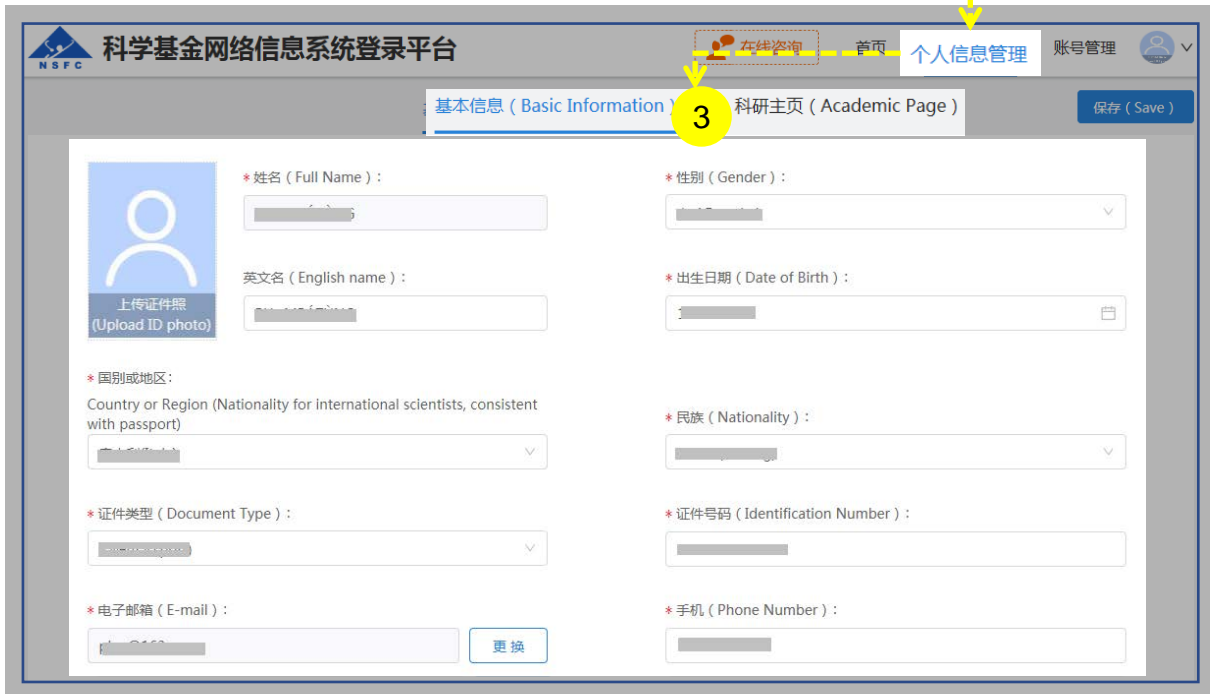 NSFC
科学基金网络信息系统登录平台
在线咨询
首页
个人信息管理
账号管理
基本信息（Basic Information）
3
科研主页（Academic Page）
保存（Save）
上传证件照
(Upload ID photo)
* 姓名（Full Name）：
* 性别（Gender）：
英文名（English name）：
* 出生日期（Date of Birth）：
* 国别或地区：
Country or Region (Nationality for international scientists, consistent
with passport)
* 民族（Nationality）：
* 证件类型（Document Type）：
* 证件号码（Identification Number）：
* 电子邮箱（E-mail）：
更换
* 手机（Phone Number）：